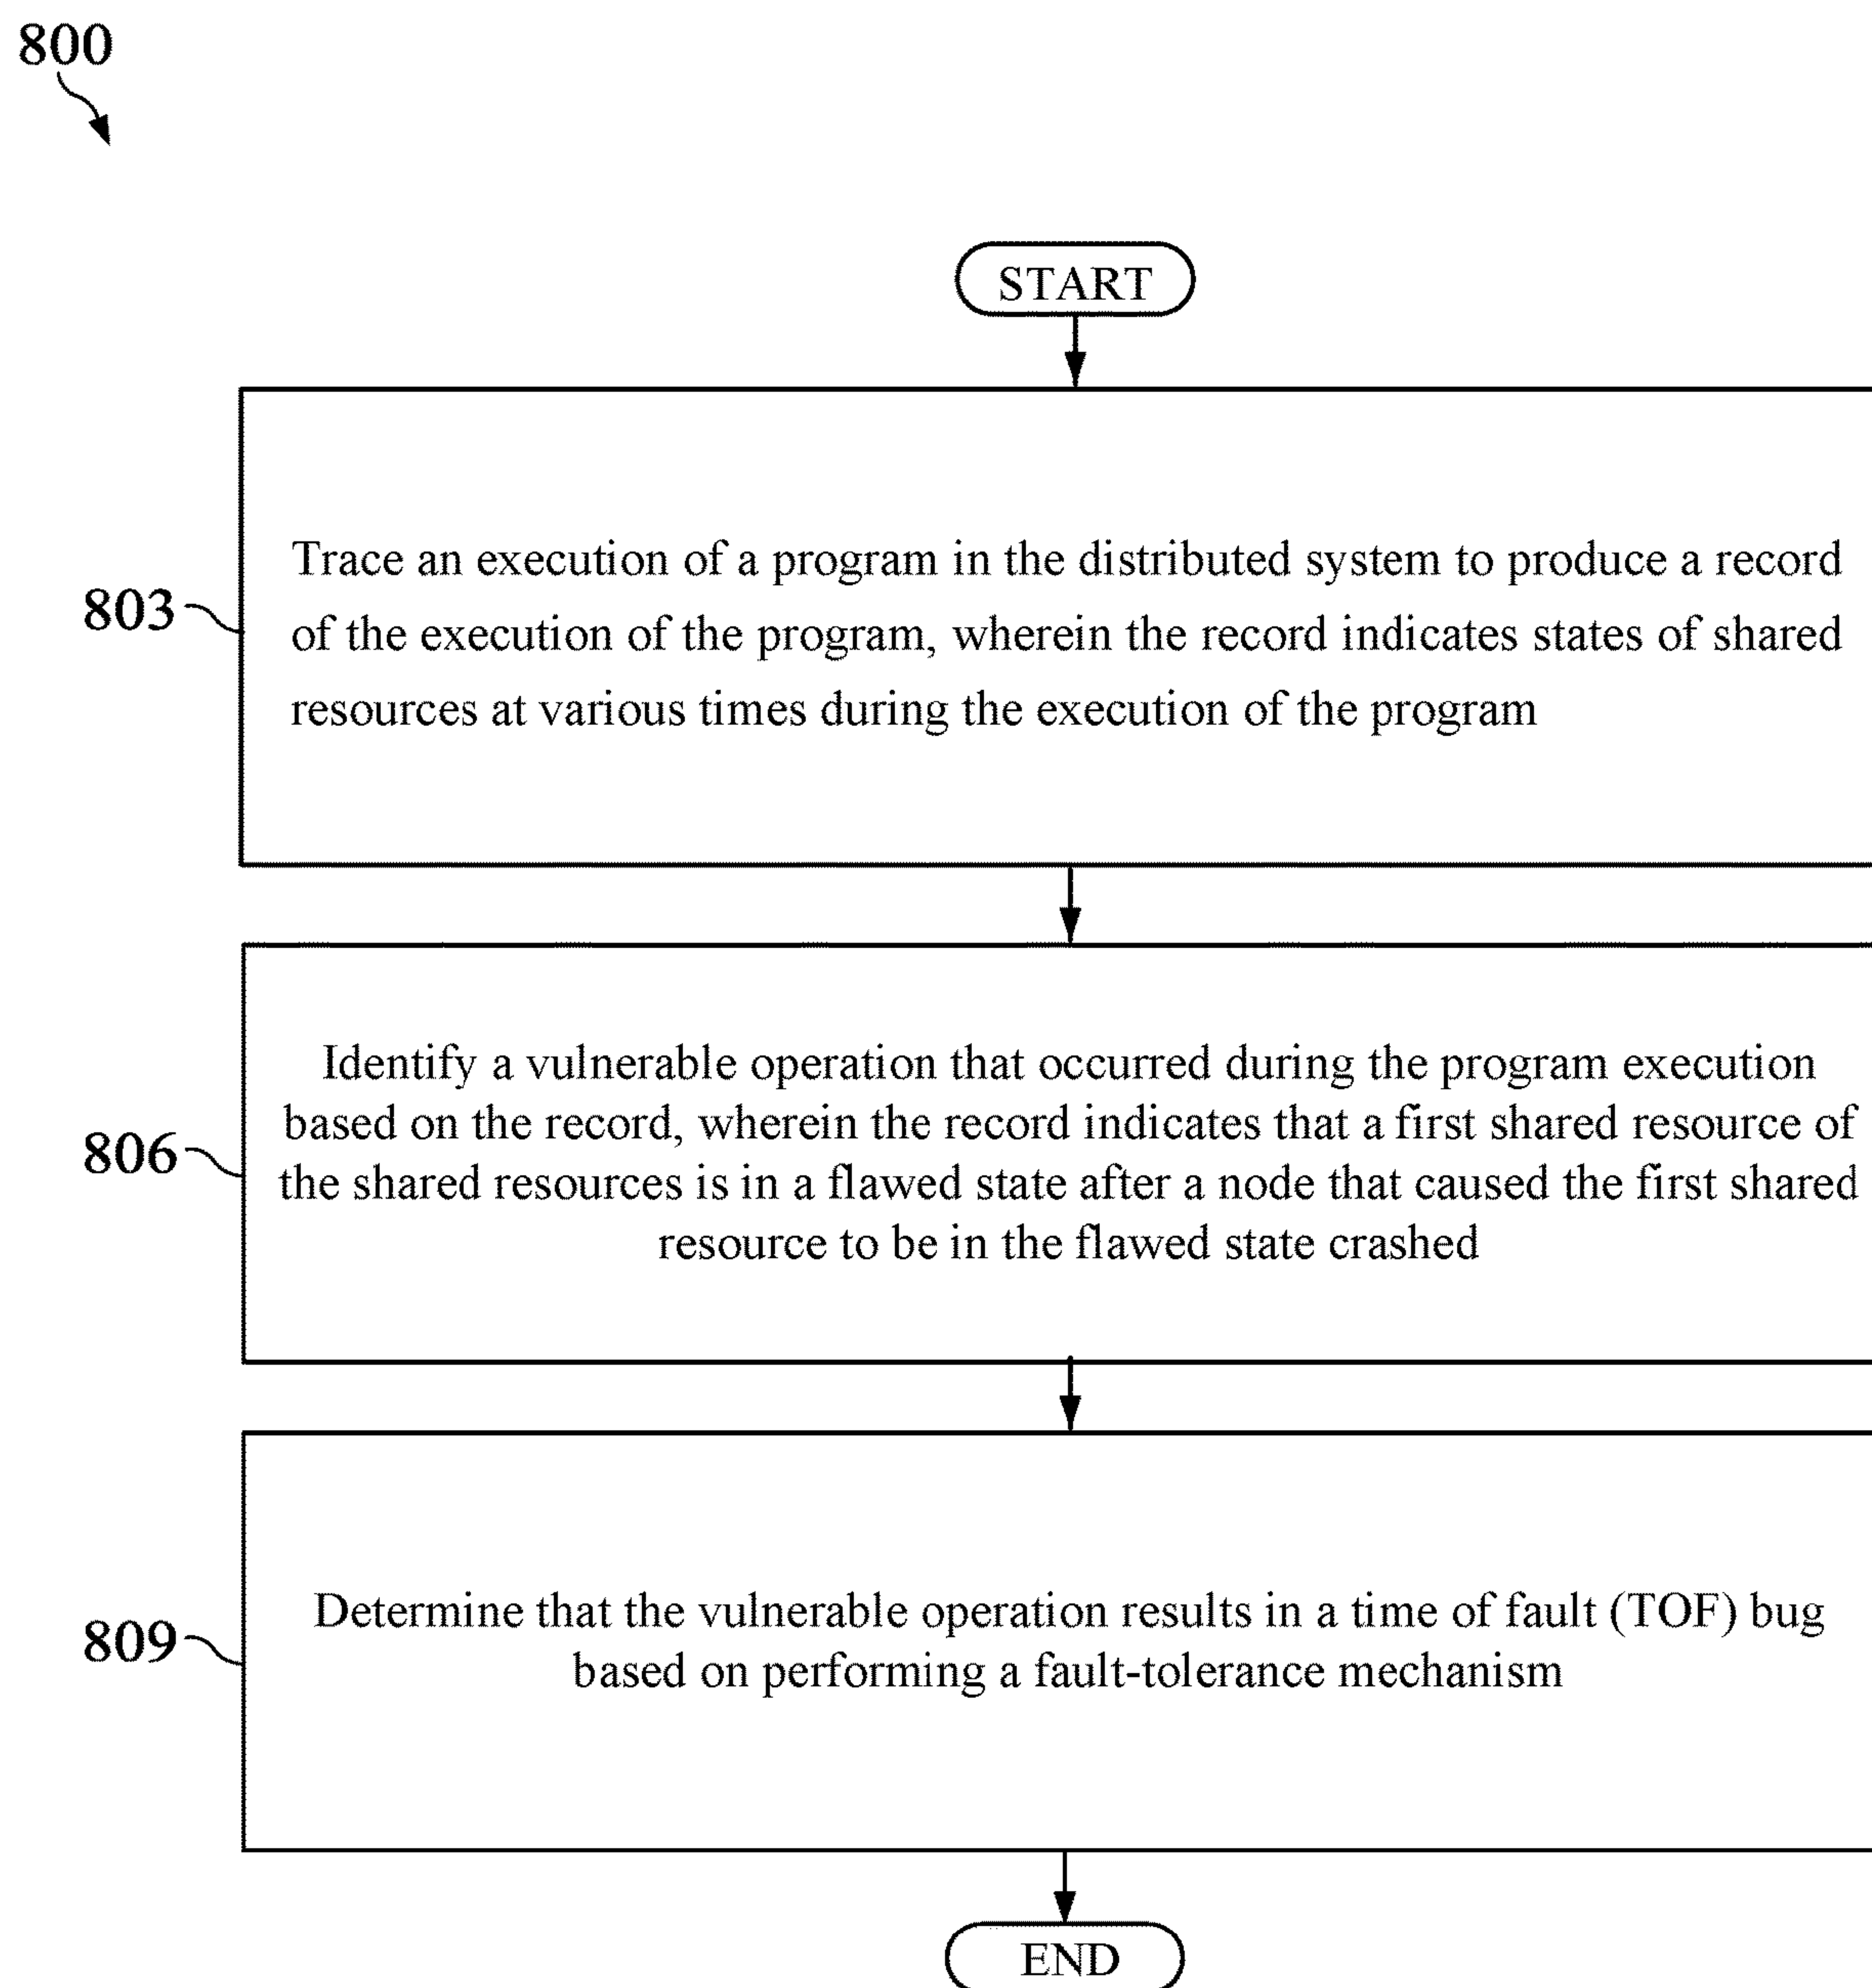 800
START
803
Trace an execution of a program in the distributed system to produce a record
of the execution of the program, wherein the record indicates states of shared
resources at various times during the execution of the program
806
Identify a vulnerable operation that occurred during the program execution
based on the record, wherein the record indicates that a first shared resource of
the shared resources is in a flawed state after a node that caused the first shared
resource to be in the flawed state crashed
809
Determine that the vulnerable operation results in a time of fault (TOF) bug
based on performing a fault-tolerance mechanism
END